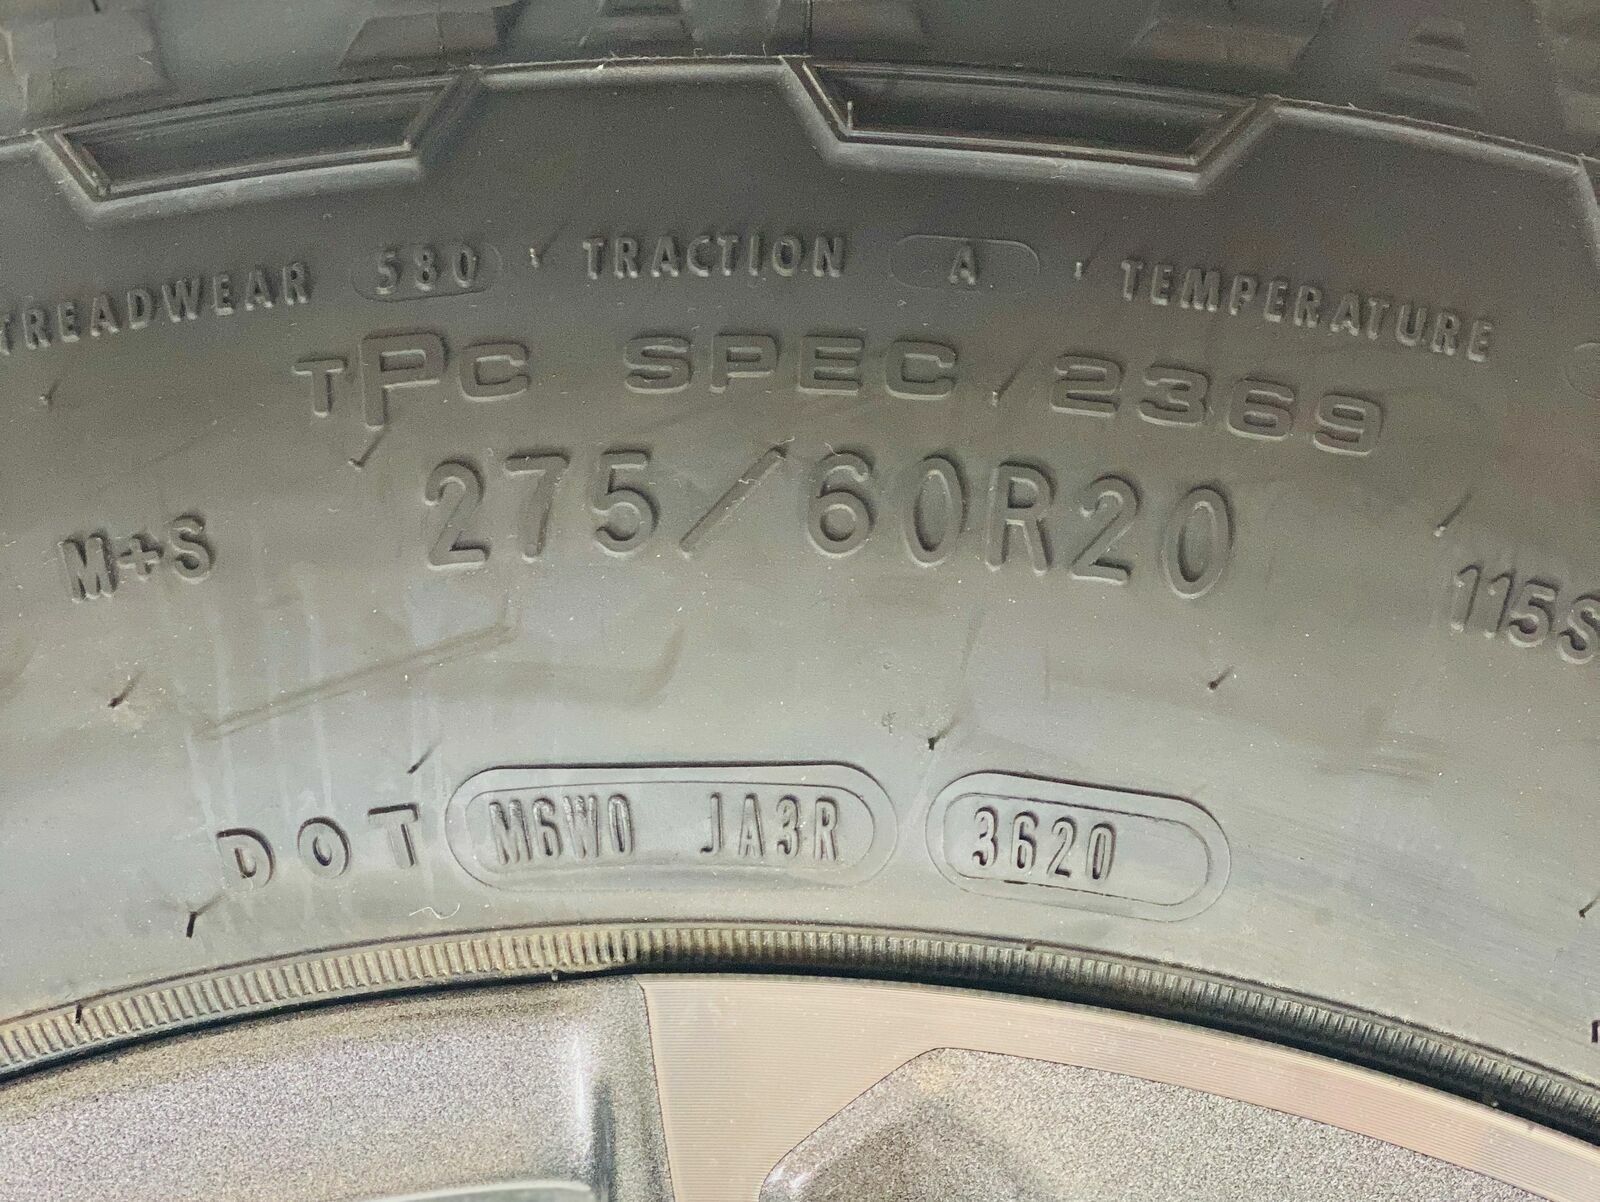 TREADWEAR 580 TRACTION A TEMPERATURE
TPC SPEC 2369
M+S 275/60R20 115S
DOT M6W0 JA3R 3620